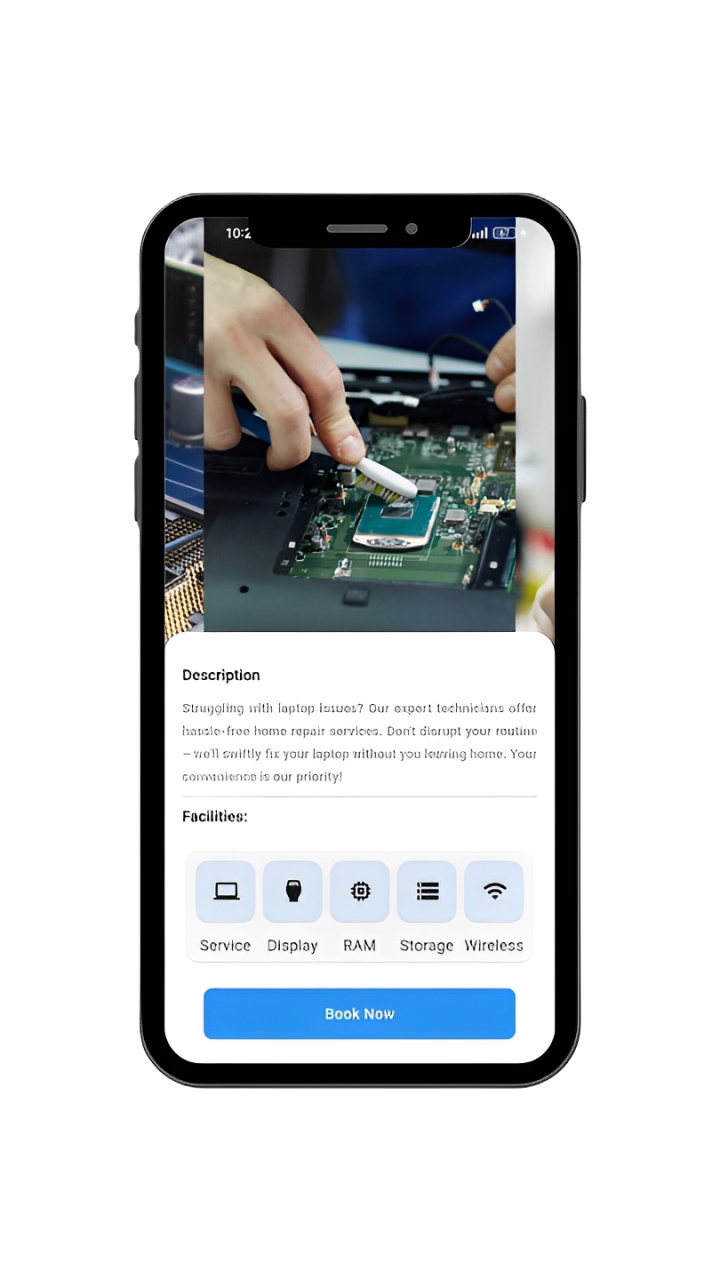 10:2
Description
Struggling with laptop issues? Our expert technicians offer
hassle-free home repair services. Don't disrupt your routine
– we'll swiftly fix your laptop without you leaving home. Your
convenience is our priority!
Facilities:
Service Display RAM Storage Wireless
Book Now